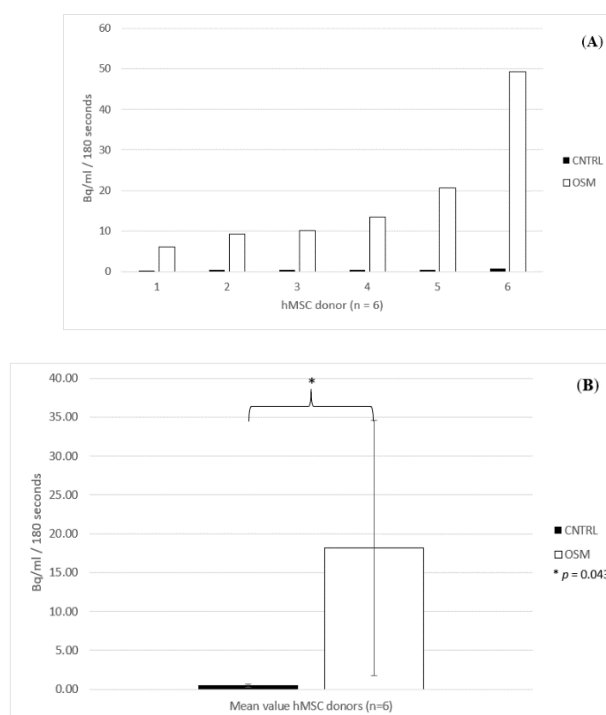 (A)
60
50
40
30
20
10
0
Bq/ml / 180 seconds
1 2 3 4 5 6
hMSC donor (n = 6)
CNTRL
OSM
(B)
*
40.00
35.00
30.00
25.00
20.00
15.00
10.00
5.00
0.00
Bq/ml / 180 seconds
Mean value hMSC donors (n=6)
CNTRL
OSM
* p = 0.043